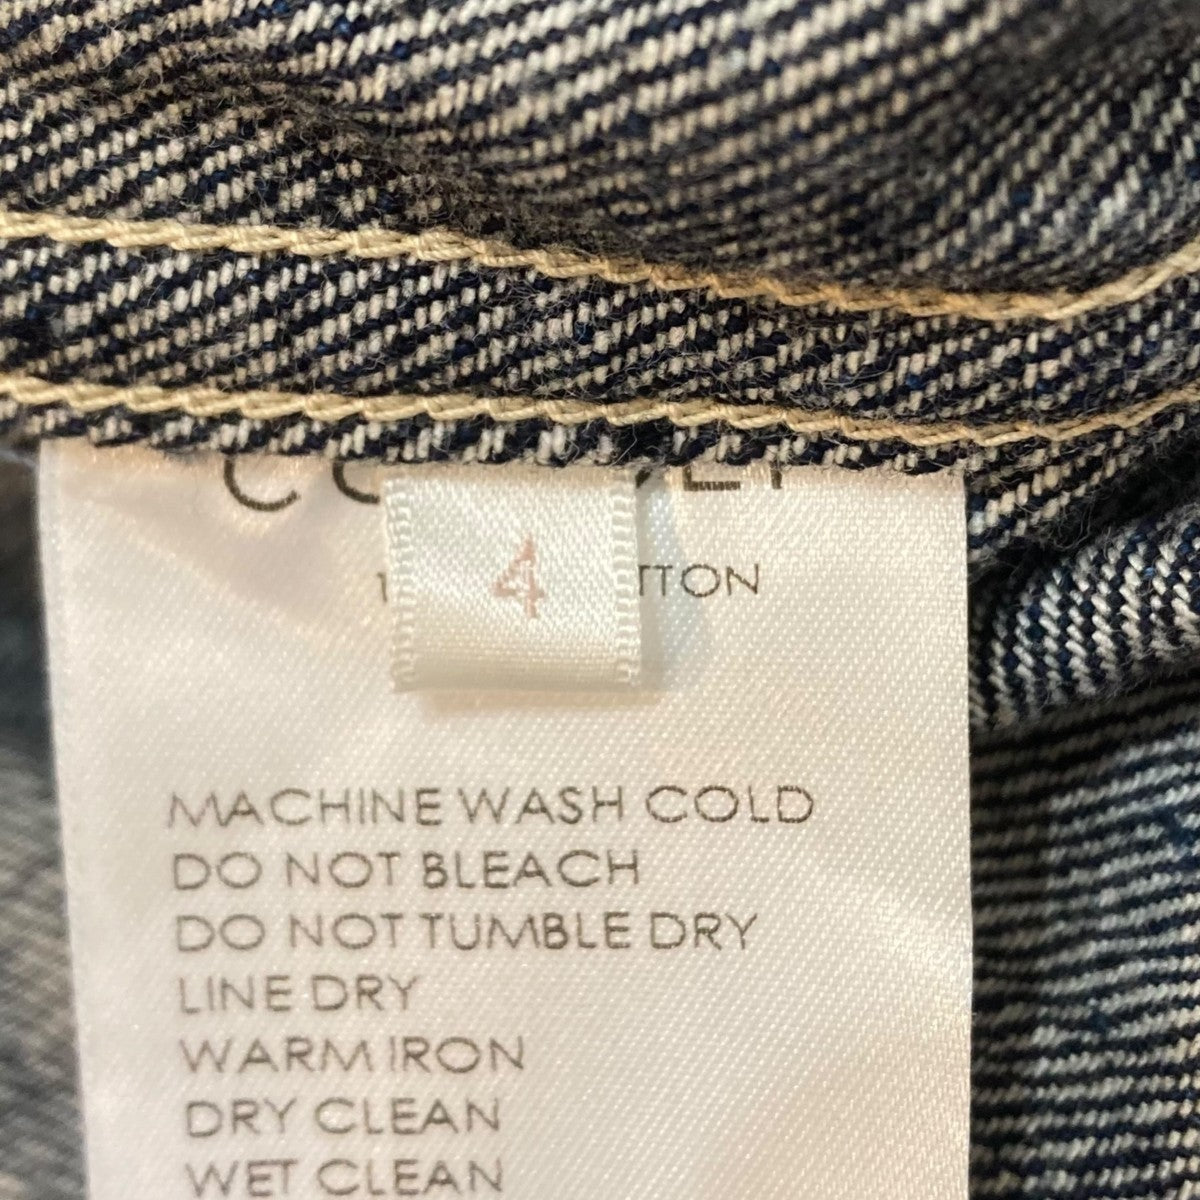 4
MACHINE WASH COLD
DO NOT BLEACH
DO NOT TUMBLE DRY
LINE DRY
WARM IRON
DRY CLEAN
WET CLEAN